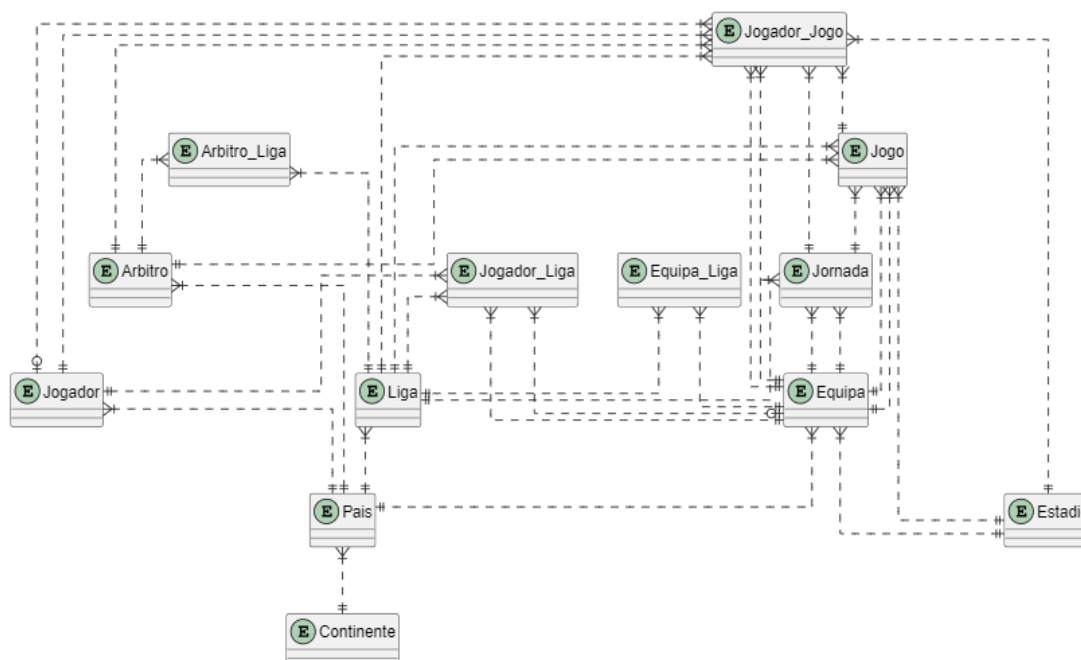 E Jogador_Jogo
E Arbitro_Liga
E Jogo
E Arbitro
E Jogador_Liga
E Equipa_Liga
E Jornada
E Jogador
E Liga
E Equipa
E Pais
E Estadi
E Continente